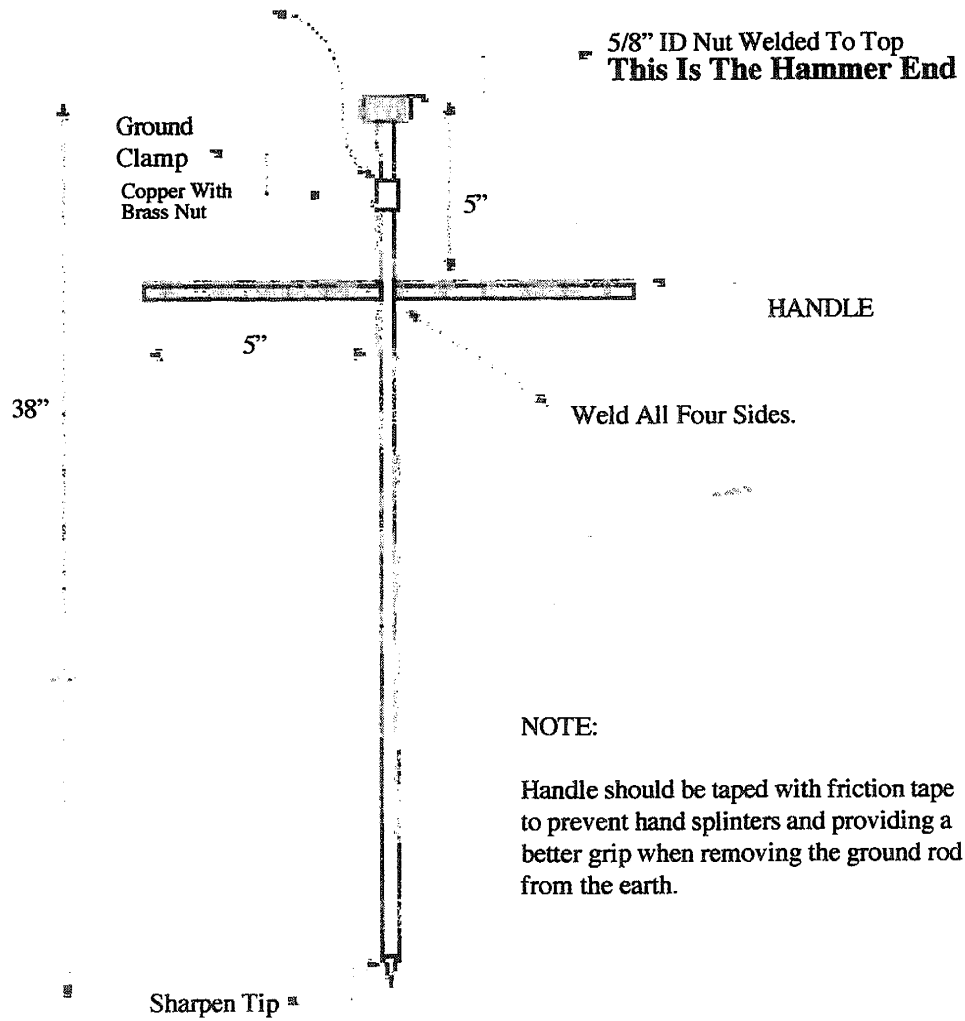 5/8” ID Nut Welded To Top
This Is The Hammer End
Ground
Clamp
Copper With
Brass Nut
5”
HANDLE
5”
38”
Weld All Four Sides.
NOTE:
Handle should be taped with friction tape
to prevent hand splinters and providing a
better grip when removing the ground rod
from the earth.
Sharpen Tip